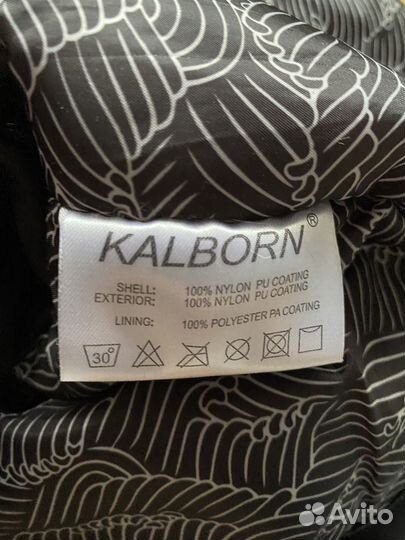 KALBORN®
SHELL: 100% NYLON PU COATING
EXTERIOR: 100% NYLON PU COATING
LINING: 100% POLYESTER PA COATING
30°
Avito